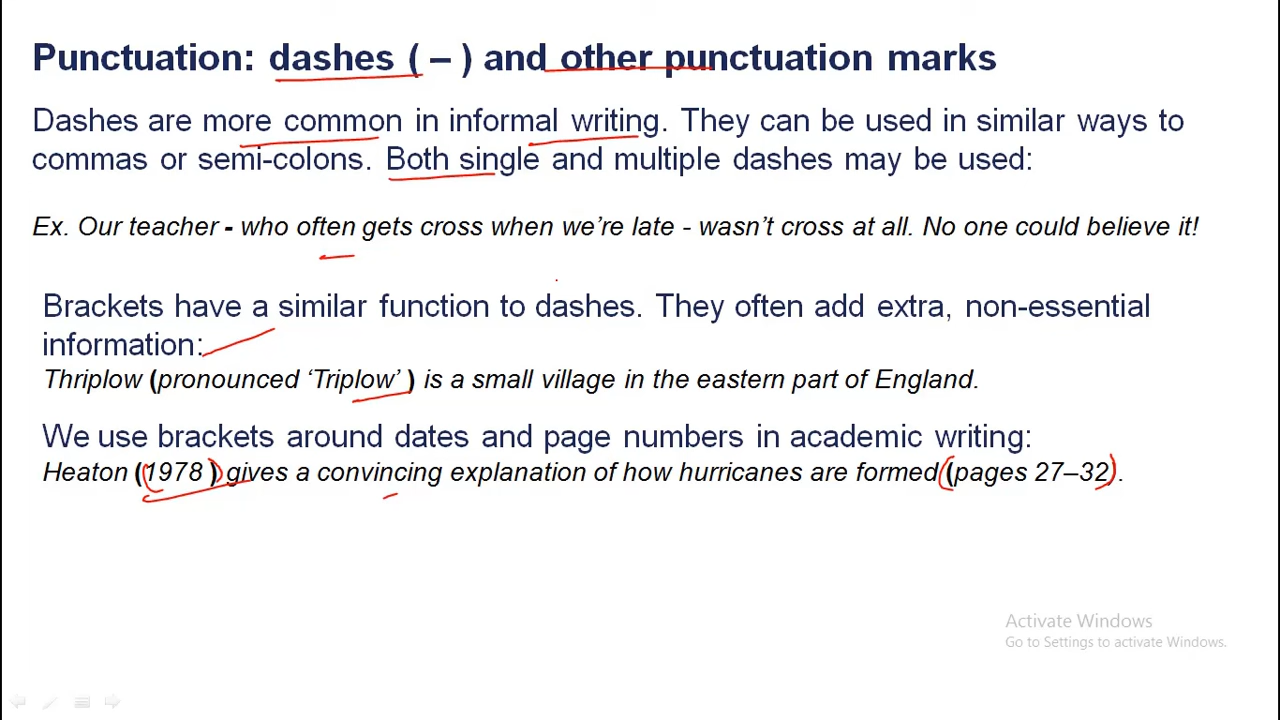 Punctuation: dashes ( – ) and other punctuation marks
Dashes are more common in informal writing. They can be used in similar ways to
commas or semi-colons. Both single and multiple dashes may be used:
Ex. Our teacher - who often gets cross when we’re late - wasn’t cross at all. No one could believe it!
Brackets have a similar function to dashes. They often add extra, non-essential
information:
Thriplow (pronounced ‘Triplow’ ) is a small village in the eastern part of England.
We use brackets around dates and page numbers in academic writing:
Heaton (1978 ) gives a convincing explanation of how hurricanes are formed (pages 27–32).
Activate Windows
Go to Settings to activate Windows.